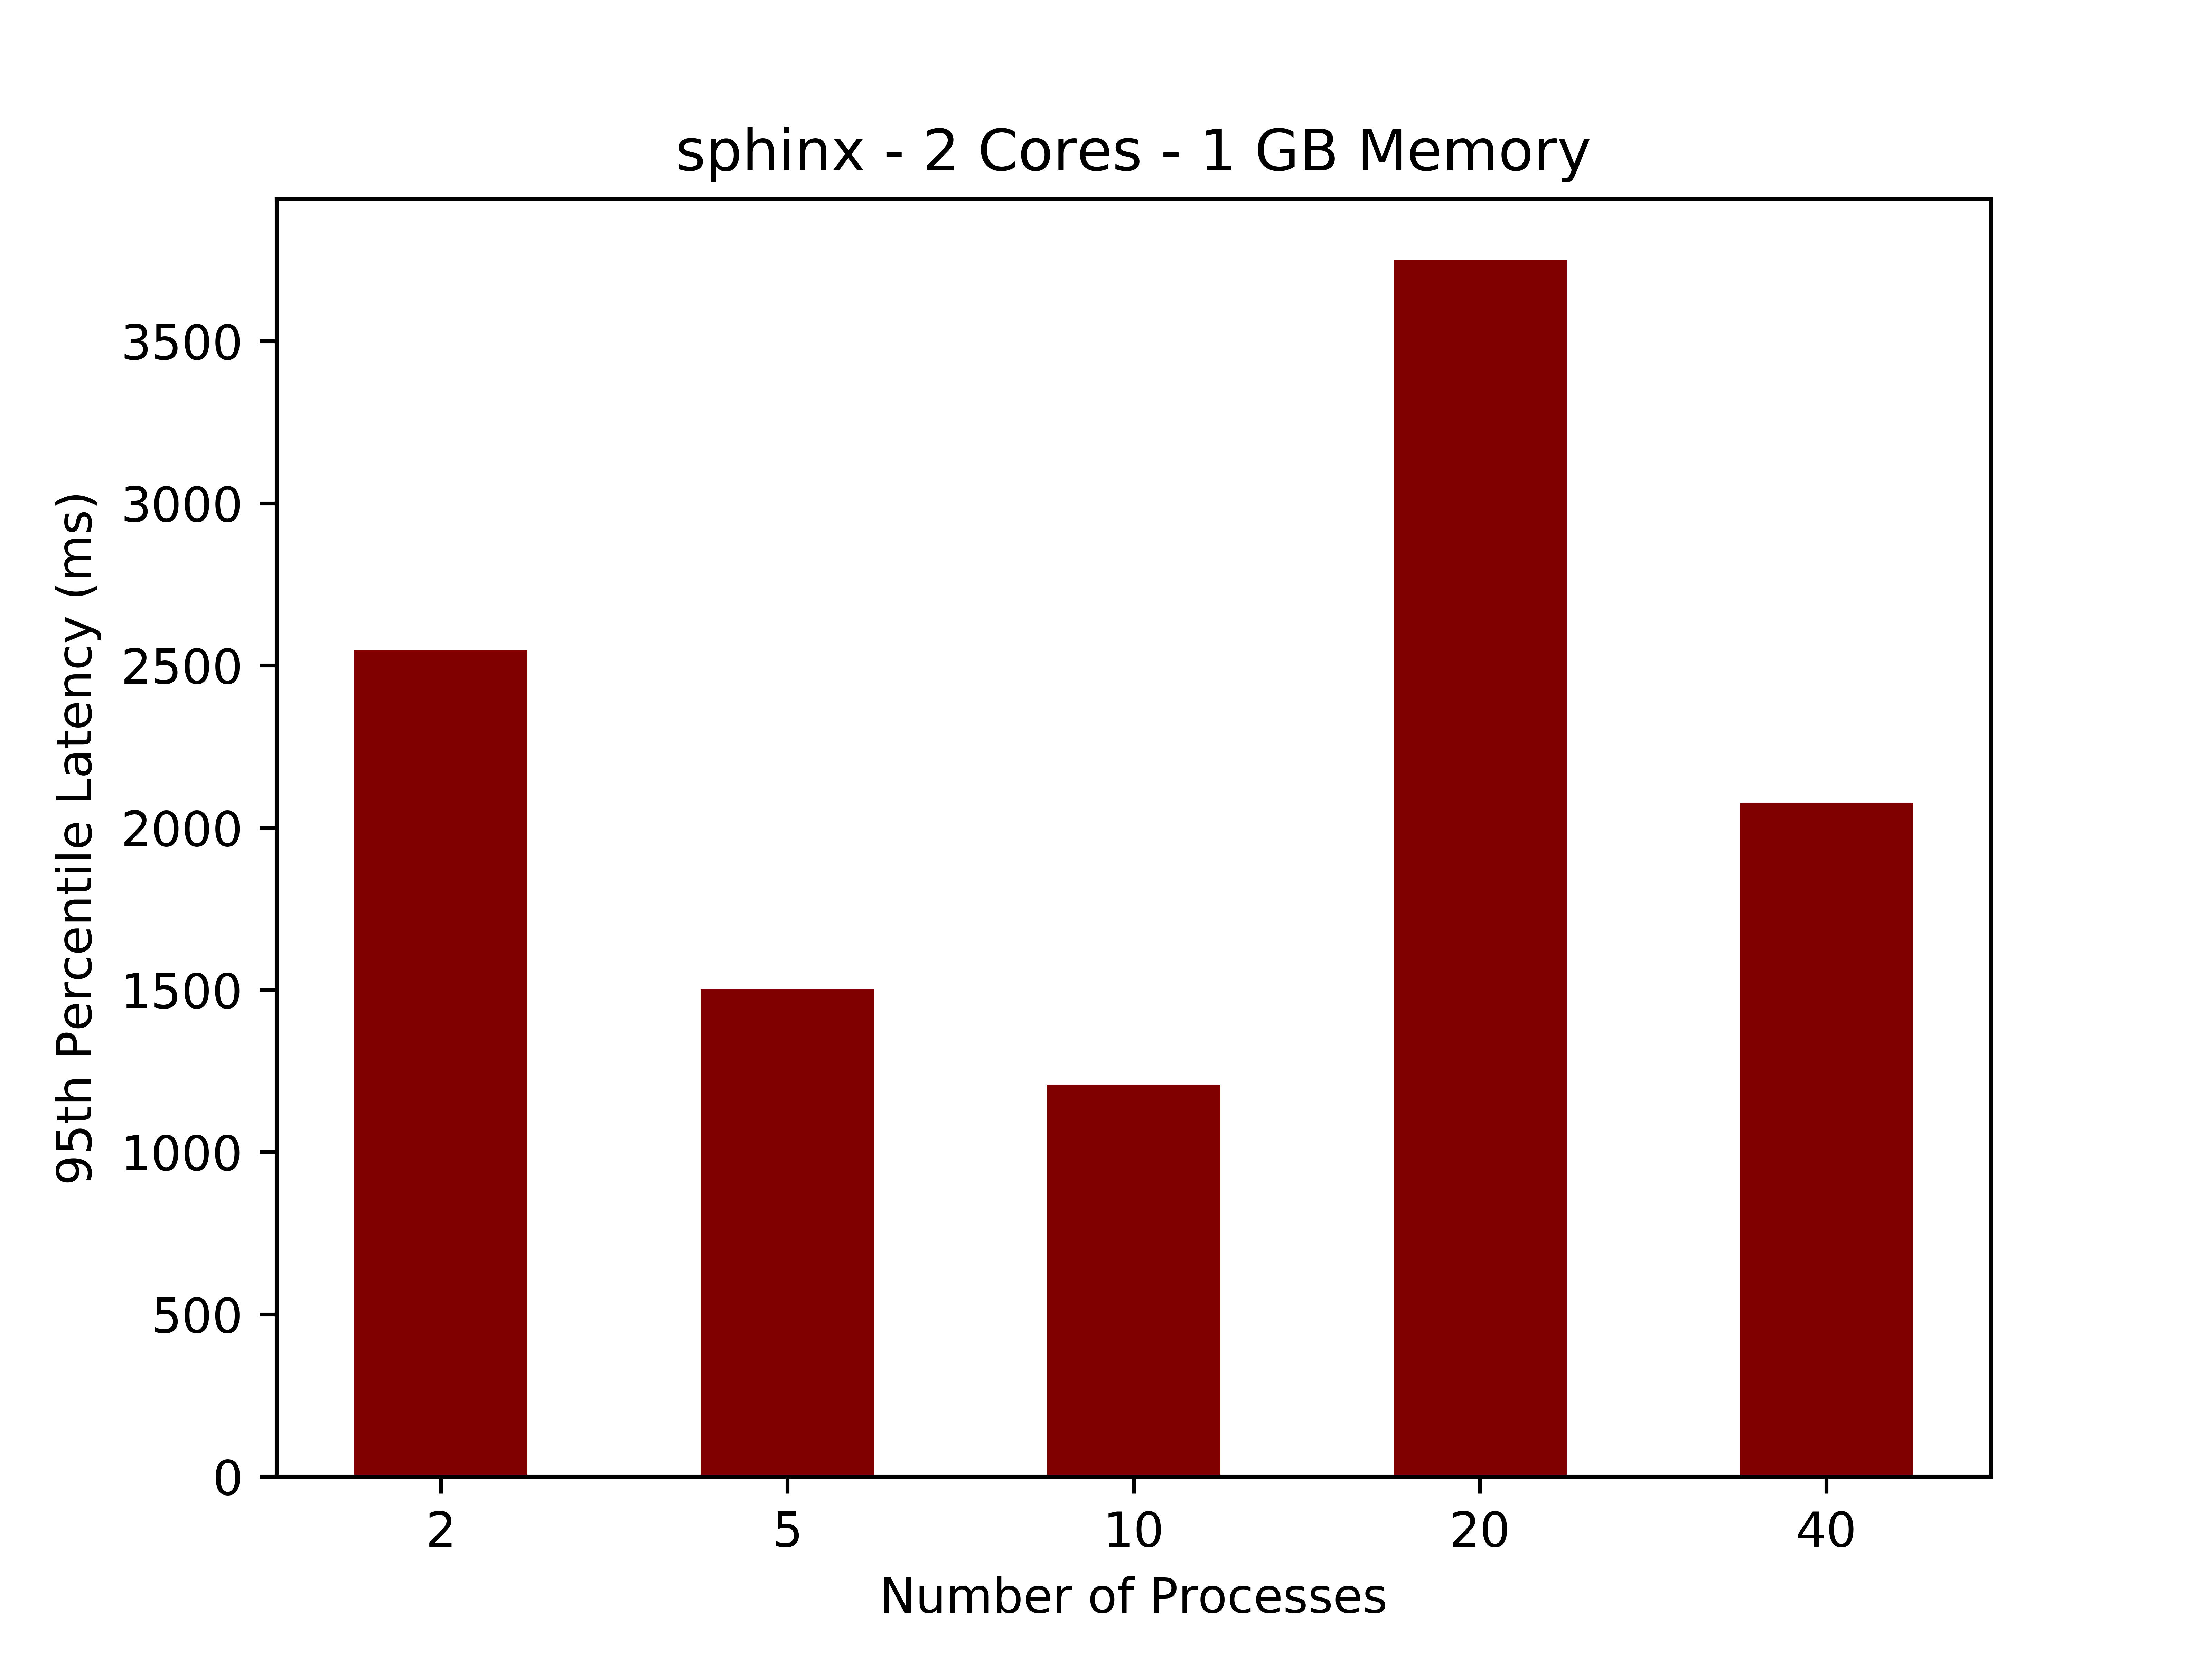 sphinx - 2 Cores - 1 GB Memory
95th Percentile Latency (ms)
3500
3000
2500
2000
1500
1000
500
0
2 5 10 20 40
Number of Processes